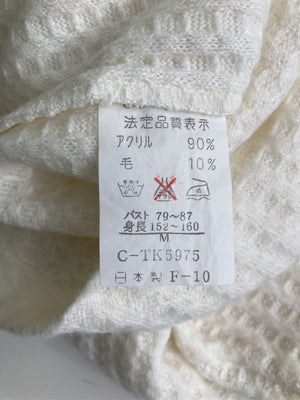 法定品質表示
アクリル 90%
毛 10%
バスト 79～87
身長 152～160
M
C-TK5975
日本製 F-10